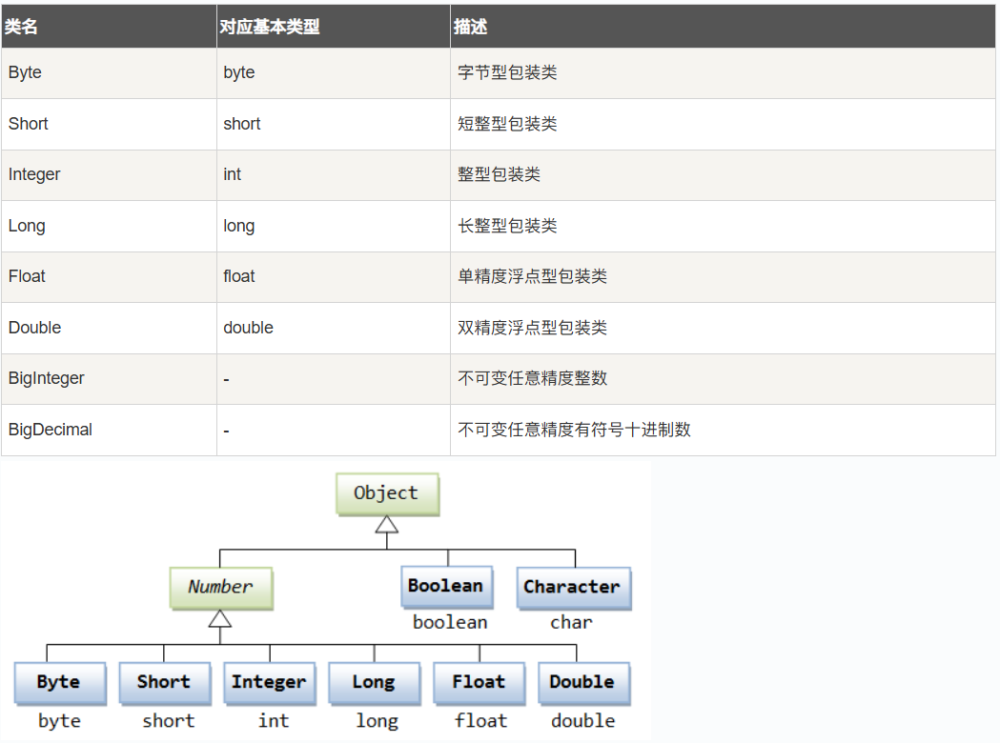 类名 对应基本类型 描述
Byte byte 字节型包装类
Short short 短整型包装类
Integer int 整型包装类
Long long 长整型包装类
Float float 单精度浮点型包装类
Double double 双精度浮点型包装类
BigInteger - 不可变任意精度整数
BigDecimal - 不可变任意精度有符号十进制数
Object
Number Boolean Character
boolean char
Byte Short Integer Long Float Double
byte short int long float double